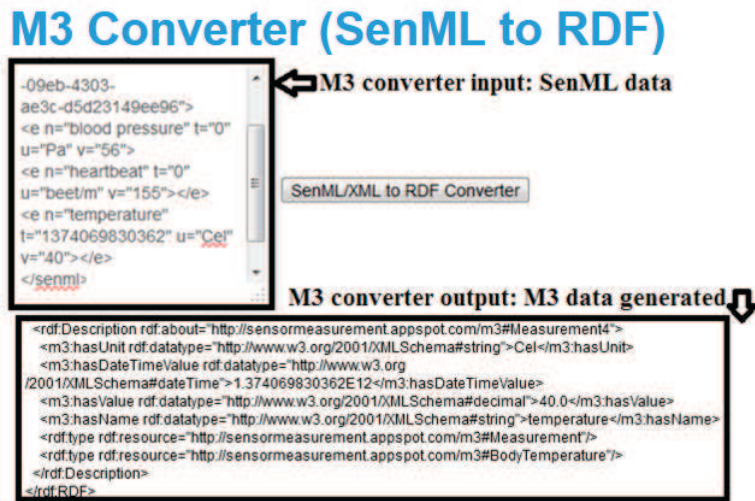 M3 Converter (SenML to RDF)
-09eb-4303-
ae3c-d5d23149ee96">
<e n="blood pressure" t="0"
u="Pa" v="56">
<e n="heartbeat" t="0"
u="beet/m" v="155"></e>
<e n="temperature"
t="1374069830362" u="Cel"
v="40"></e>
</senml>
M3 converter input: SenML data
SenML/XML to RDF Converter
M3 converter output: M3 data generated
<rdf:Description rdf:about="http://sensormeasurement.appspot.com/m3#Measurement4">
<m3:hasUnit rdf:datatype="http://www.w3.org/2001/XMLSchema#string">Cel</m3:hasUnit>
<m3:hasDateTimeValue rdf:datatype="http://www.w3.org
/2001/XMLSchema#dateTime">1.374069830362E12</m3:hasDateTimeValue>
<m3:hasValue rdf:datatype="http://www.w3.org/2001/XMLSchema#decimal">40.0</m3:hasValue>
<m3:hasName rdf:datatype="http://www.w3.org/2001/XMLSchema#string">temperature</m3:hasName>
<rdf:type rdf:resource="http://sensormeasurement.appspot.com/m3#Measurement"/>
<rdf:type rdf:resource="http://sensormeasurement.appspot.com/m3#BodyTemperature"/>
</rdf:Description>
</rdf:RDF>